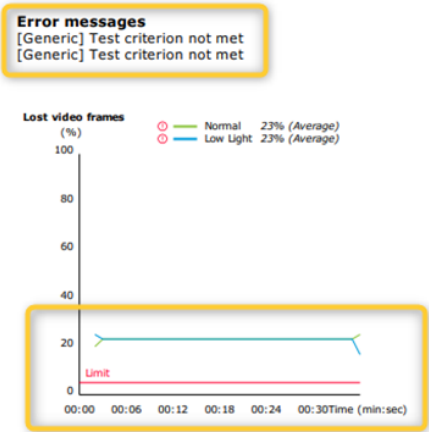 Error messages
[Generic] Test criterion not met
[Generic] Test criterion not met
Lost video frames
(%)
Normal 23% (Average)
Low Light 23% (Average)
100
80
60
40
20
Limit
0
00:00 00:06 00:12 00:18 00:24 00:30Time (min:sec)